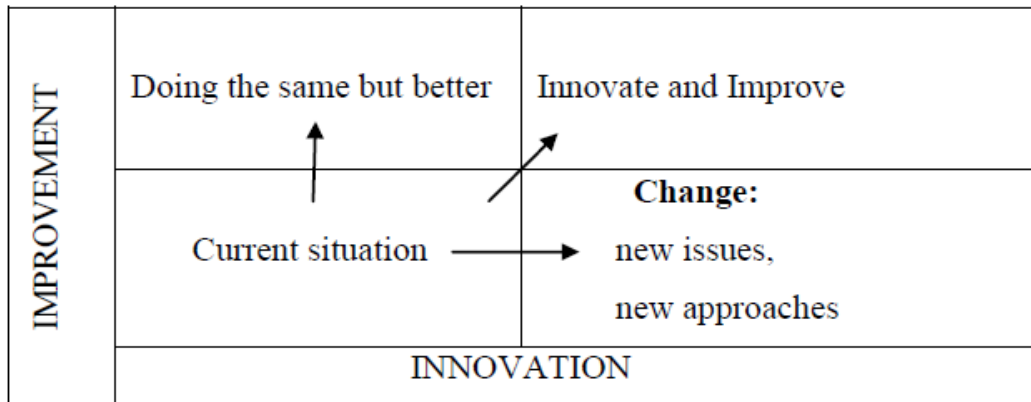 IMPROVEMENT
Doing the same but better
Innovate and Improve
Current situation
Change:
new issues,
new approaches
INNOVATION